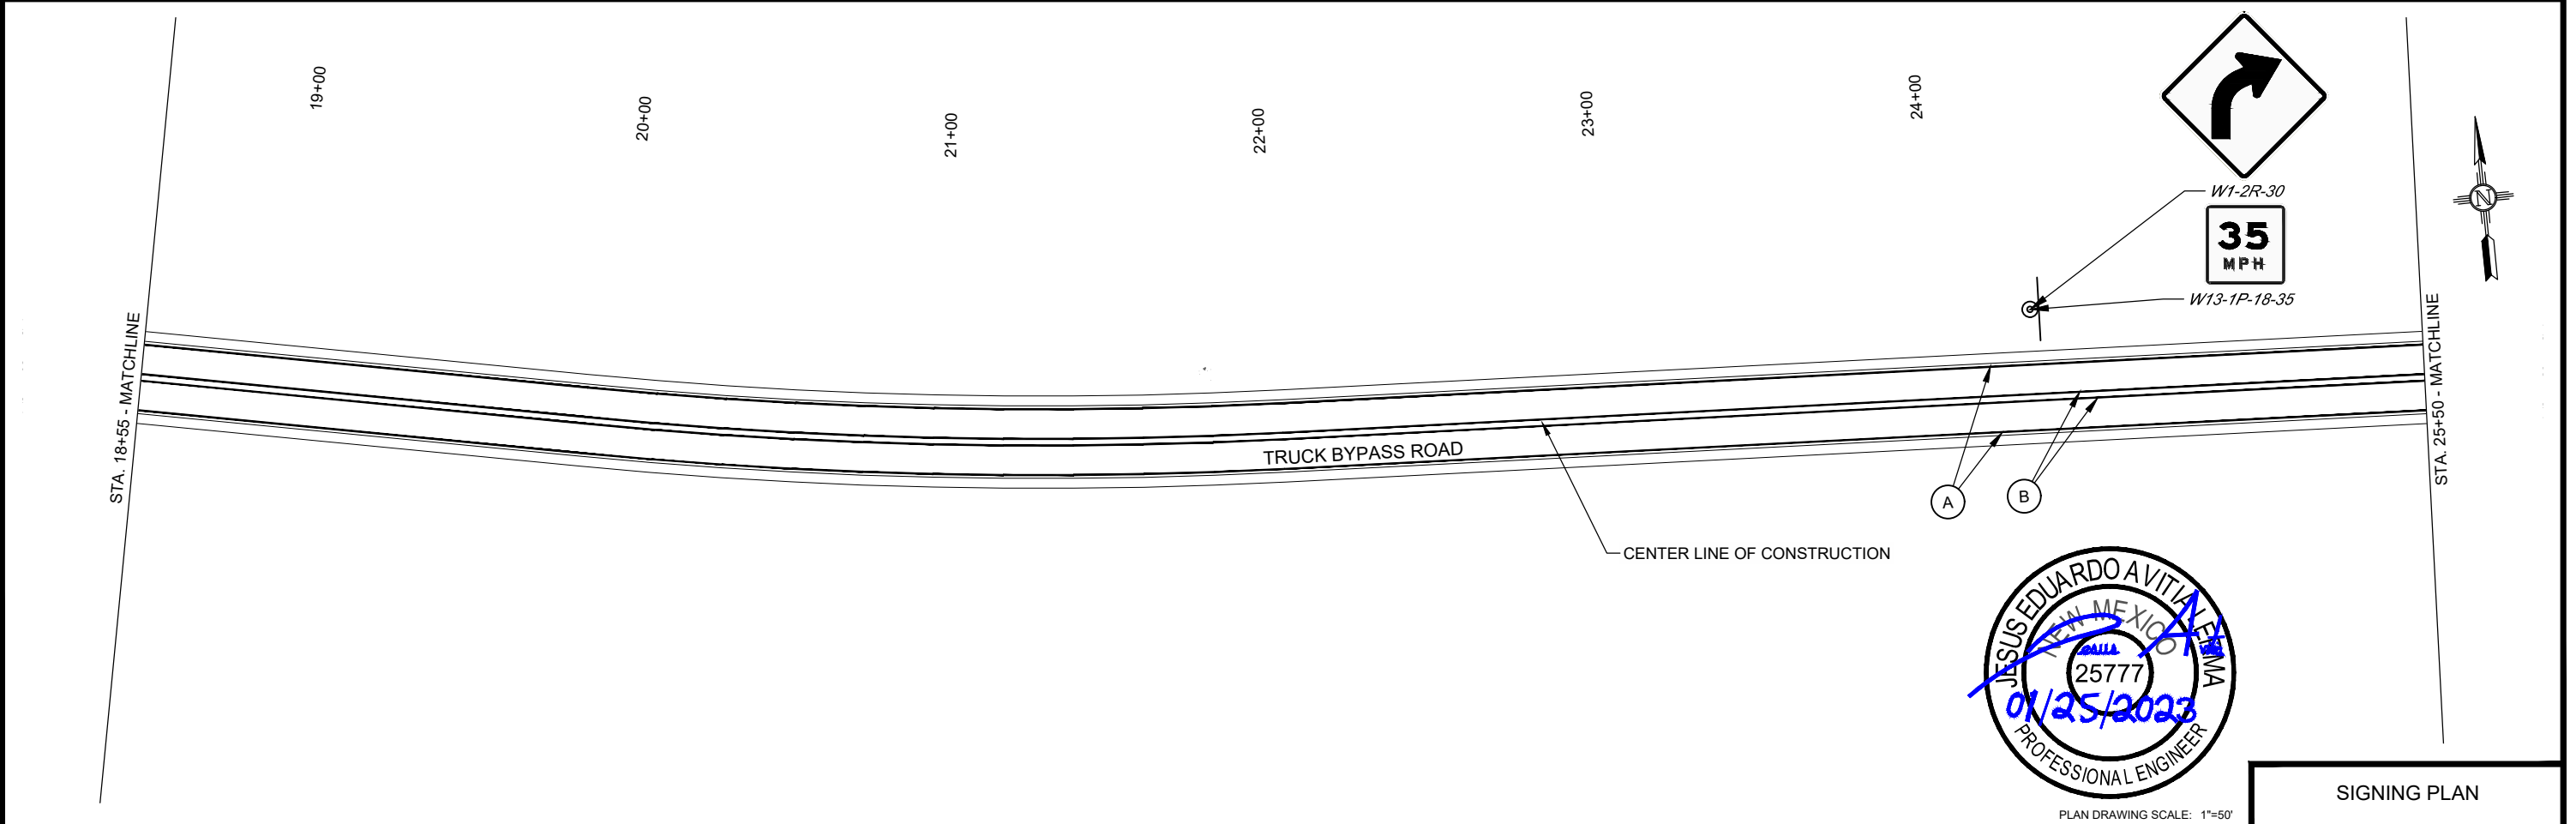 19+00
20+00
21+00
22+00
23+00
24+00
W1-2R-30
35
MPH
W13-1P-18-35
N
STA. 18+55 - MATCHLINE
STA. 25+50 - MATCHLINE
TRUCK BYPASS ROAD
A
B
CENTER LINE OF CONSTRUCTION
JESUS EDUARDO AVITIA LERMA
NEW MEXICO
25777
01/25/2023
PROFESSIONAL ENGINEER
PLAN DRAWING SCALE: 1"=50'
SIGNING PLAN